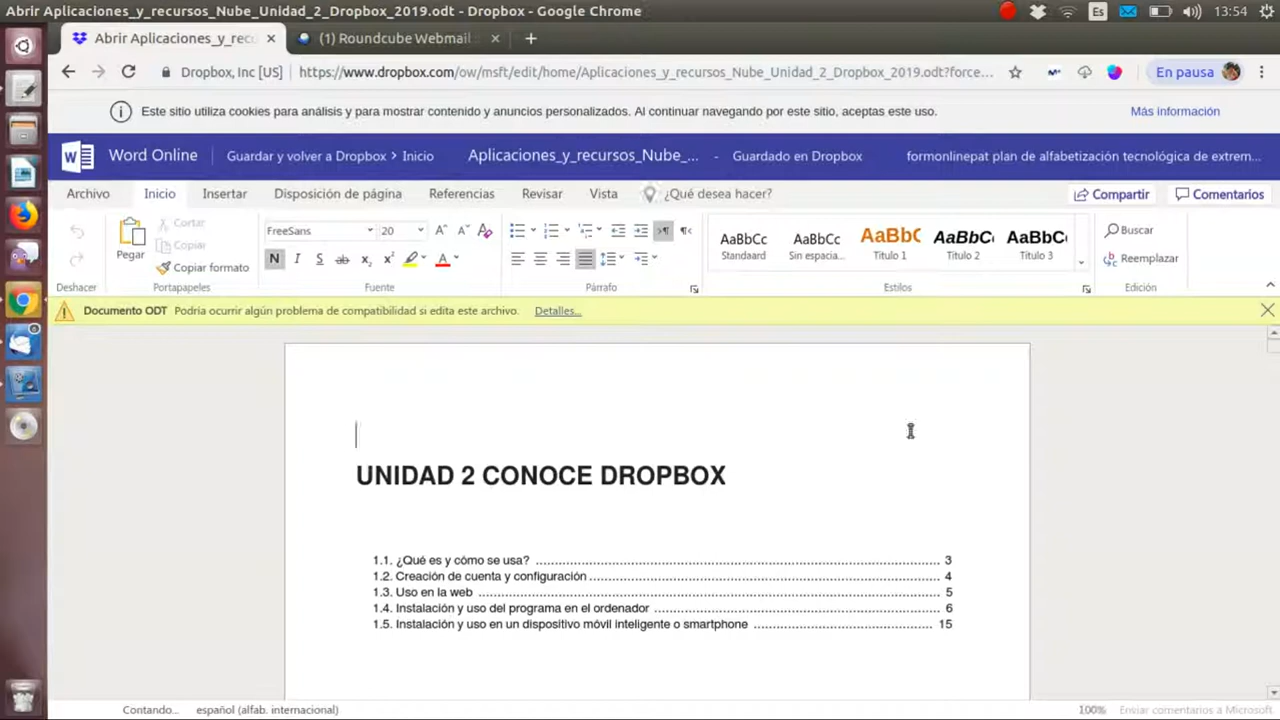 Abrir Aplicaciones_y_recursos_Nube_Unidad_2_Dropbox_2019.odt - Dropbox - Google Chrome
Es
13:54
Abrir Aplicaciones_y_rec
(1) Roundcube Webmail
Dropbox, Inc [US]
https://www.dropbox.com/ow/msft/edit/home/Aplicaciones_y_recursos_Nube_Unidad_2_Dropbox_2019.odt?force...
En pausa
Este sitio utiliza cookies para análisis y para mostrar contenido y anuncios personalizados. Al continuar navegando por este sitio, aceptas este uso.
Más información
Word Online
Guardar y volver a Dropbox > Inicio
Aplicaciones_y_recursos_Nube_...
- Guardado en Dropbox
formonlinepat plan de alfabetización tecnológica de extrem...
Archivo
Inicio
Insertar
Disposición de página
Referencias
Revisar
Vista
¿Qué desea hacer?
Compartir
Comentarios
Pegar
Cortar
Copiar
Copiar formato
FreeSans
20
AaBbCc
Standaard
AaBbCc
Sin espacia...
AaBbC
Titulo 1
AaBbC
Titulo 2
AaBbC
Titulo 3
Buscar
Reemplazar
Deshacer
Portapapeles
Fuente
Párrafo
Estilos
Edición
Documento ODT
Podría ocurrir algún problema de compatibilidad si edita este archivo.
Detalles...
UNIDAD 2 CONOCE DROPBOX
1.1. ¿Qué es y cómo se usa? ........ 3
1.2. Creación de cuenta y configuración ........ 4
1.3. Uso en la web ........ 5
1.4. Instalación y uso del programa en el ordenador ........ 6
1.5. Instalación y uso en un dispositivo móvil inteligente o smartphone ........ 15
Contando...
español (alfab. internacional)
100%
Enviar comentarios a Microsoft